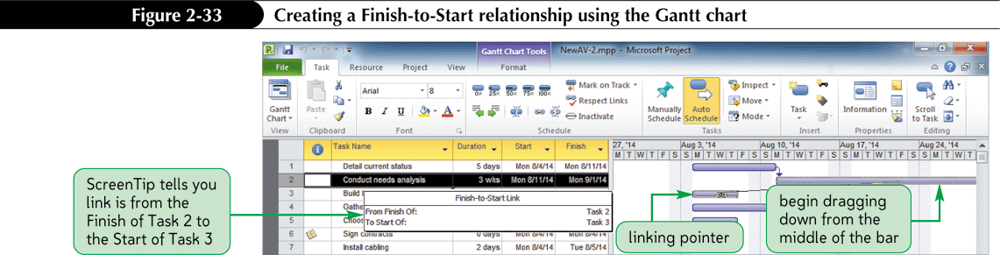 Figure 2-33 Creating a Finish-to-Start relationship using the Gantt chart
Gantt Chart Tools NewAV-2.mpp - Microsoft Project
File Task Resource Project View Format
Gantt Chart Paste Arial 8 B I U A 0% 25% 50% 75% 100% Mark on Track Respect Links Inactivate Manually Schedule Auto Schedule Inspect Move Mode Task Information Scroll to Task
View Clipboard Font Schedule Tasks Insert Properties Editing
Task Name Duration Start Finish 27, '14 Aug 3, '14 Aug 10, '14 Aug 17, '14 Aug 24, '14
M T W T F S S M T W T F S S M T W T F S S M T W T F S S M T W T
1 Detail current status 5 days Mon 8/4/14 Mon 8/11/14
2 Conduct needs analysis 3 wks Mon 8/11/14 Mon 9/1/14
3 Build
4 Gathe
5 Choos
Finish-to-Start Link
From Finish Of: Task 2
To Start Of: Task 3
6 Sign contracts 0 days Mon 8/4/14 Mon 8/4/14
7 Install cabling 2 days Mon 8/4/14 Tue 8/5/14
ScreenTip tells you
link is from the
Finish of Task 2 to
the Start of Task 3
linking pointer
begin dragging
down from the
middle of the bar